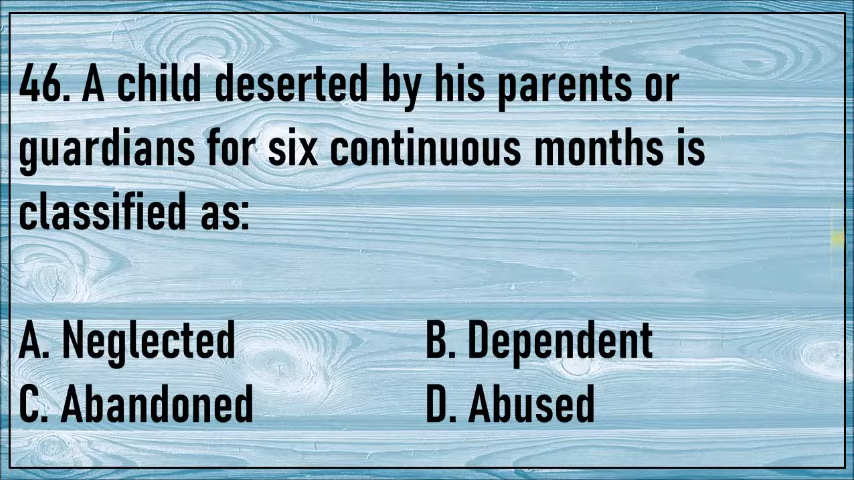 46. A child deserted by his parents or
guardians for six continuous months is
classified as:
A. Neglected B. Dependent
C. Abandoned D. Abused